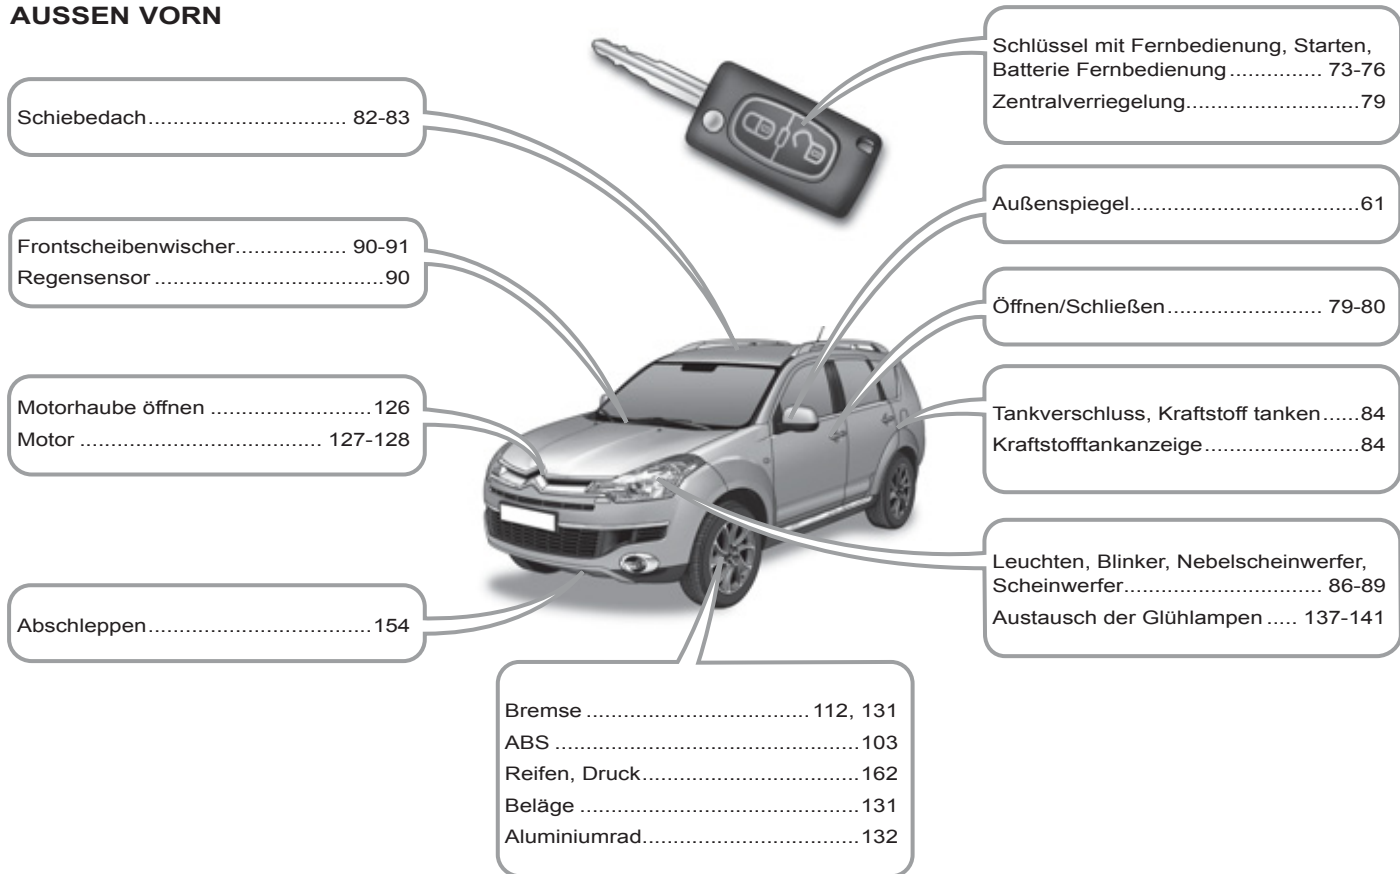 AUSSEN VORN
Schiebedach................................ 82-83
Frontscheibenwischer.................. 90-91
Regensensor .....................................90
Motorhaube öffnen ..........................126
Motor ........................................ 127-128
Abschleppen....................................154
Schlüssel mit Fernbedienung, Starten,
Batterie Fernbedienung ............... 73-76
Zentralverriegelung............................79
Außenspiegel.....................................61
Öffnen/Schließen......................... 79-80
Tankverschluss, Kraftstoff tanken......84
Kraftstofftankanzeige.........................84
Leuchten, Blinker, Nebelscheinwerfer,
Scheinwerfer................................ 86-89
Austausch der Glühlampen ..... 137-141
Bremse .................................... 112, 131
ABS .................................................103
Reifen, Druck...................................162
Beläge .............................................131
Aluminiumrad...................................132